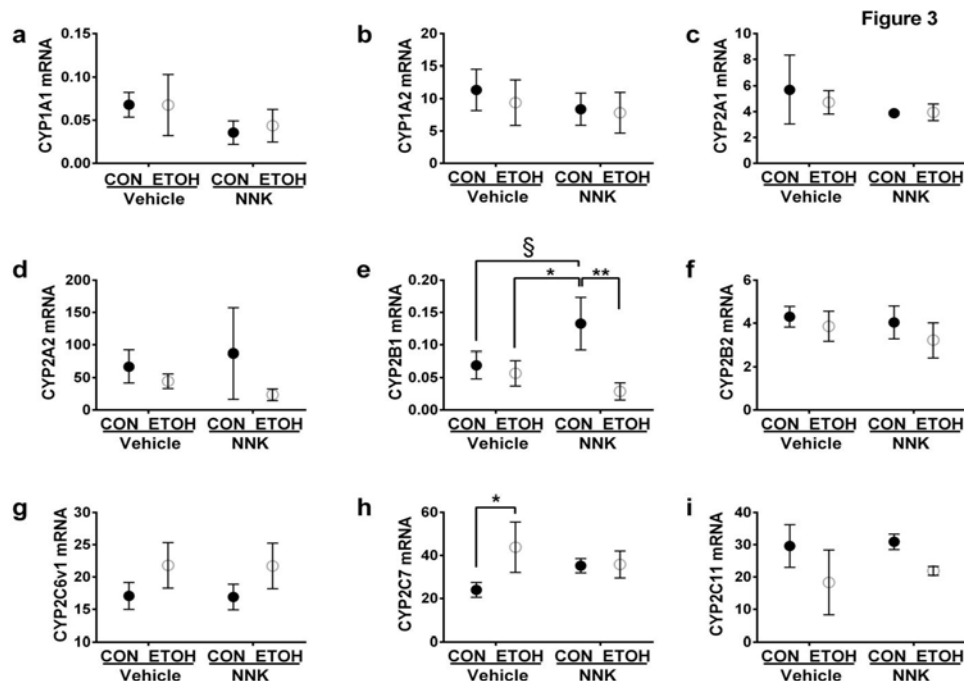 Figure 3
a
CYP1A1 mRNA
0.15
0.10
0.05
0.00
CON ETOH CON ETOH
Vehicle NNK
b
CYP1A2 mRNA
20
15
10
5
0
CON ETOH CON ETOH
Vehicle NNK
c
CYP2A1 mRNA
10
8
6
4
2
0
CON ETOH CON ETOH
Vehicle NNK
d
CYP2A2 mRNA
200
150
100
50
0
CON ETOH CON ETOH
Vehicle NNK
e
CYP2B1 mRNA
0.20
0.15
0.10
0.05
0.00
§
* **
CON ETOH CON ETOH
Vehicle NNK
f
CYP2B2 mRNA
6
4
2
0
CON ETOH CON ETOH
Vehicle NNK
g
CYP2C6v1 mRNA
30
25
20
15
10
CON ETOH CON ETOH
Vehicle NNK
h
CYP2C7 mRNA
60
40
20
0
*
CON ETOH CON ETOH
Vehicle NNK
i
CYP2C11 mRNA
40
30
20
10
0
CON ETOH CON ETOH
Vehicle NNK